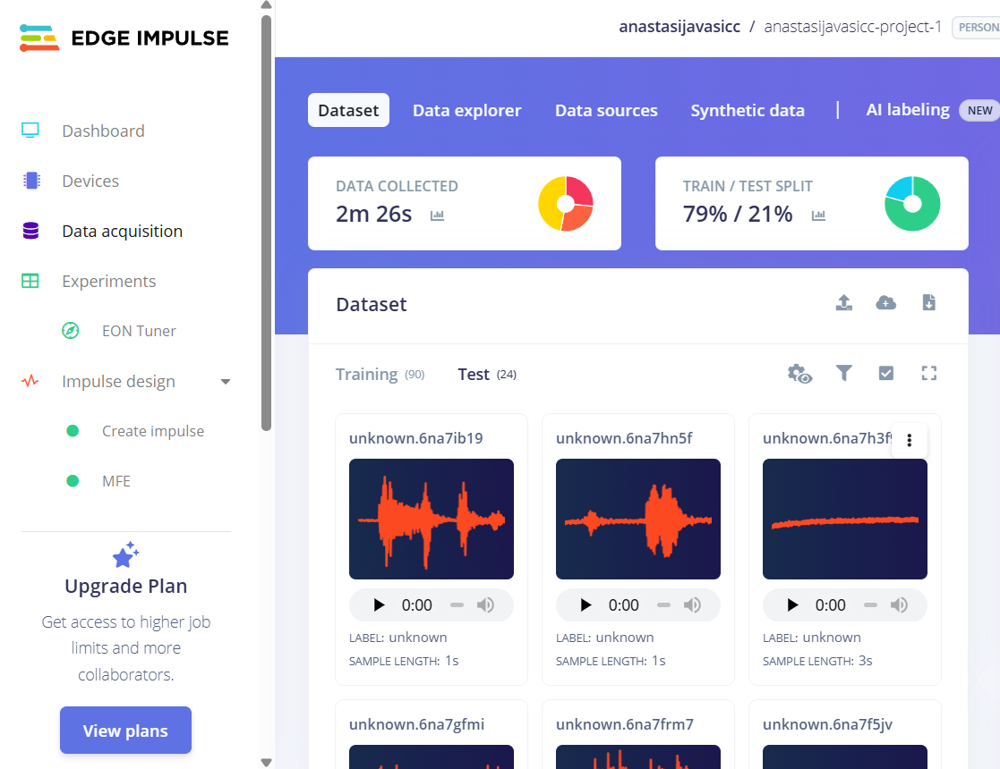 EDGE IMPULSE
anastasijavasicc / anastasijavasicc-project-1
Dashboard
Devices
Data acquisition
Experiments
EON Tuner
Impulse design
Create impulse
MFE
Upgrade Plan
Get access to higher job
limits and more
collaborators.
View plans
Dataset Data explorer Data sources Synthetic data | AI labeling NEW
DATA COLLECTED
2m 26s
TRAIN / TEST SPLIT
79% / 21%
Dataset
Training (90) Test (24)
unknown.6na7ib19
0:00
LABEL: unknown
SAMPLE LENGTH: 1s
unknown.6na7hn5f
0:00
LABEL: unknown
SAMPLE LENGTH: 1s
unknown.6na7h3f
0:00
LABEL: unknown
SAMPLE LENGTH: 3s
unknown.6na7gfmi
unknown.6na7frm7
unknown.6na7f5jv